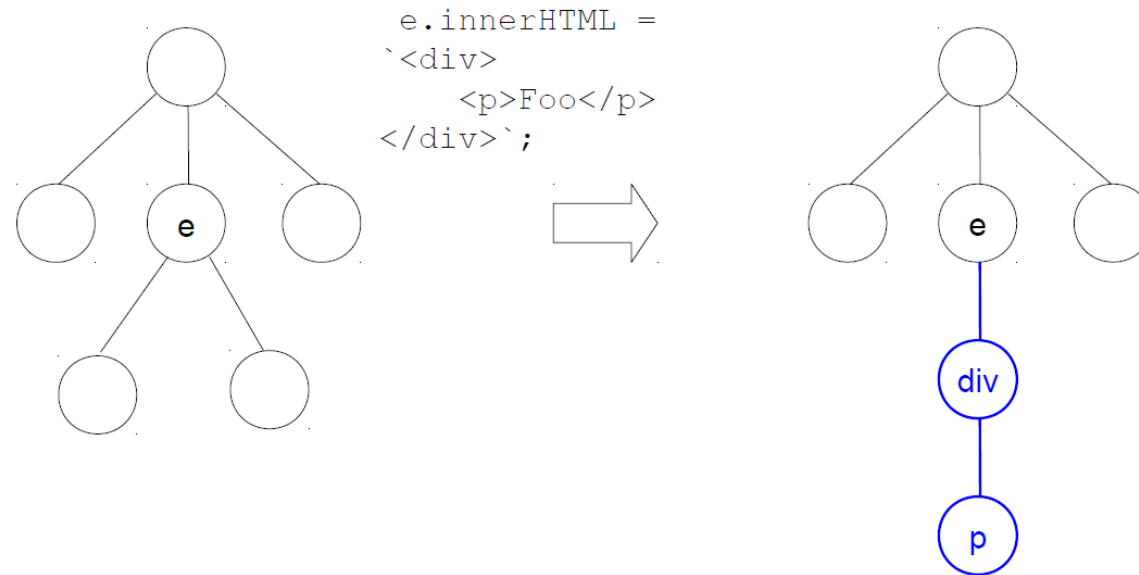 e.innerHTML =
`<div>
<p>Foo</p>
</div>`;
e
e
div
p